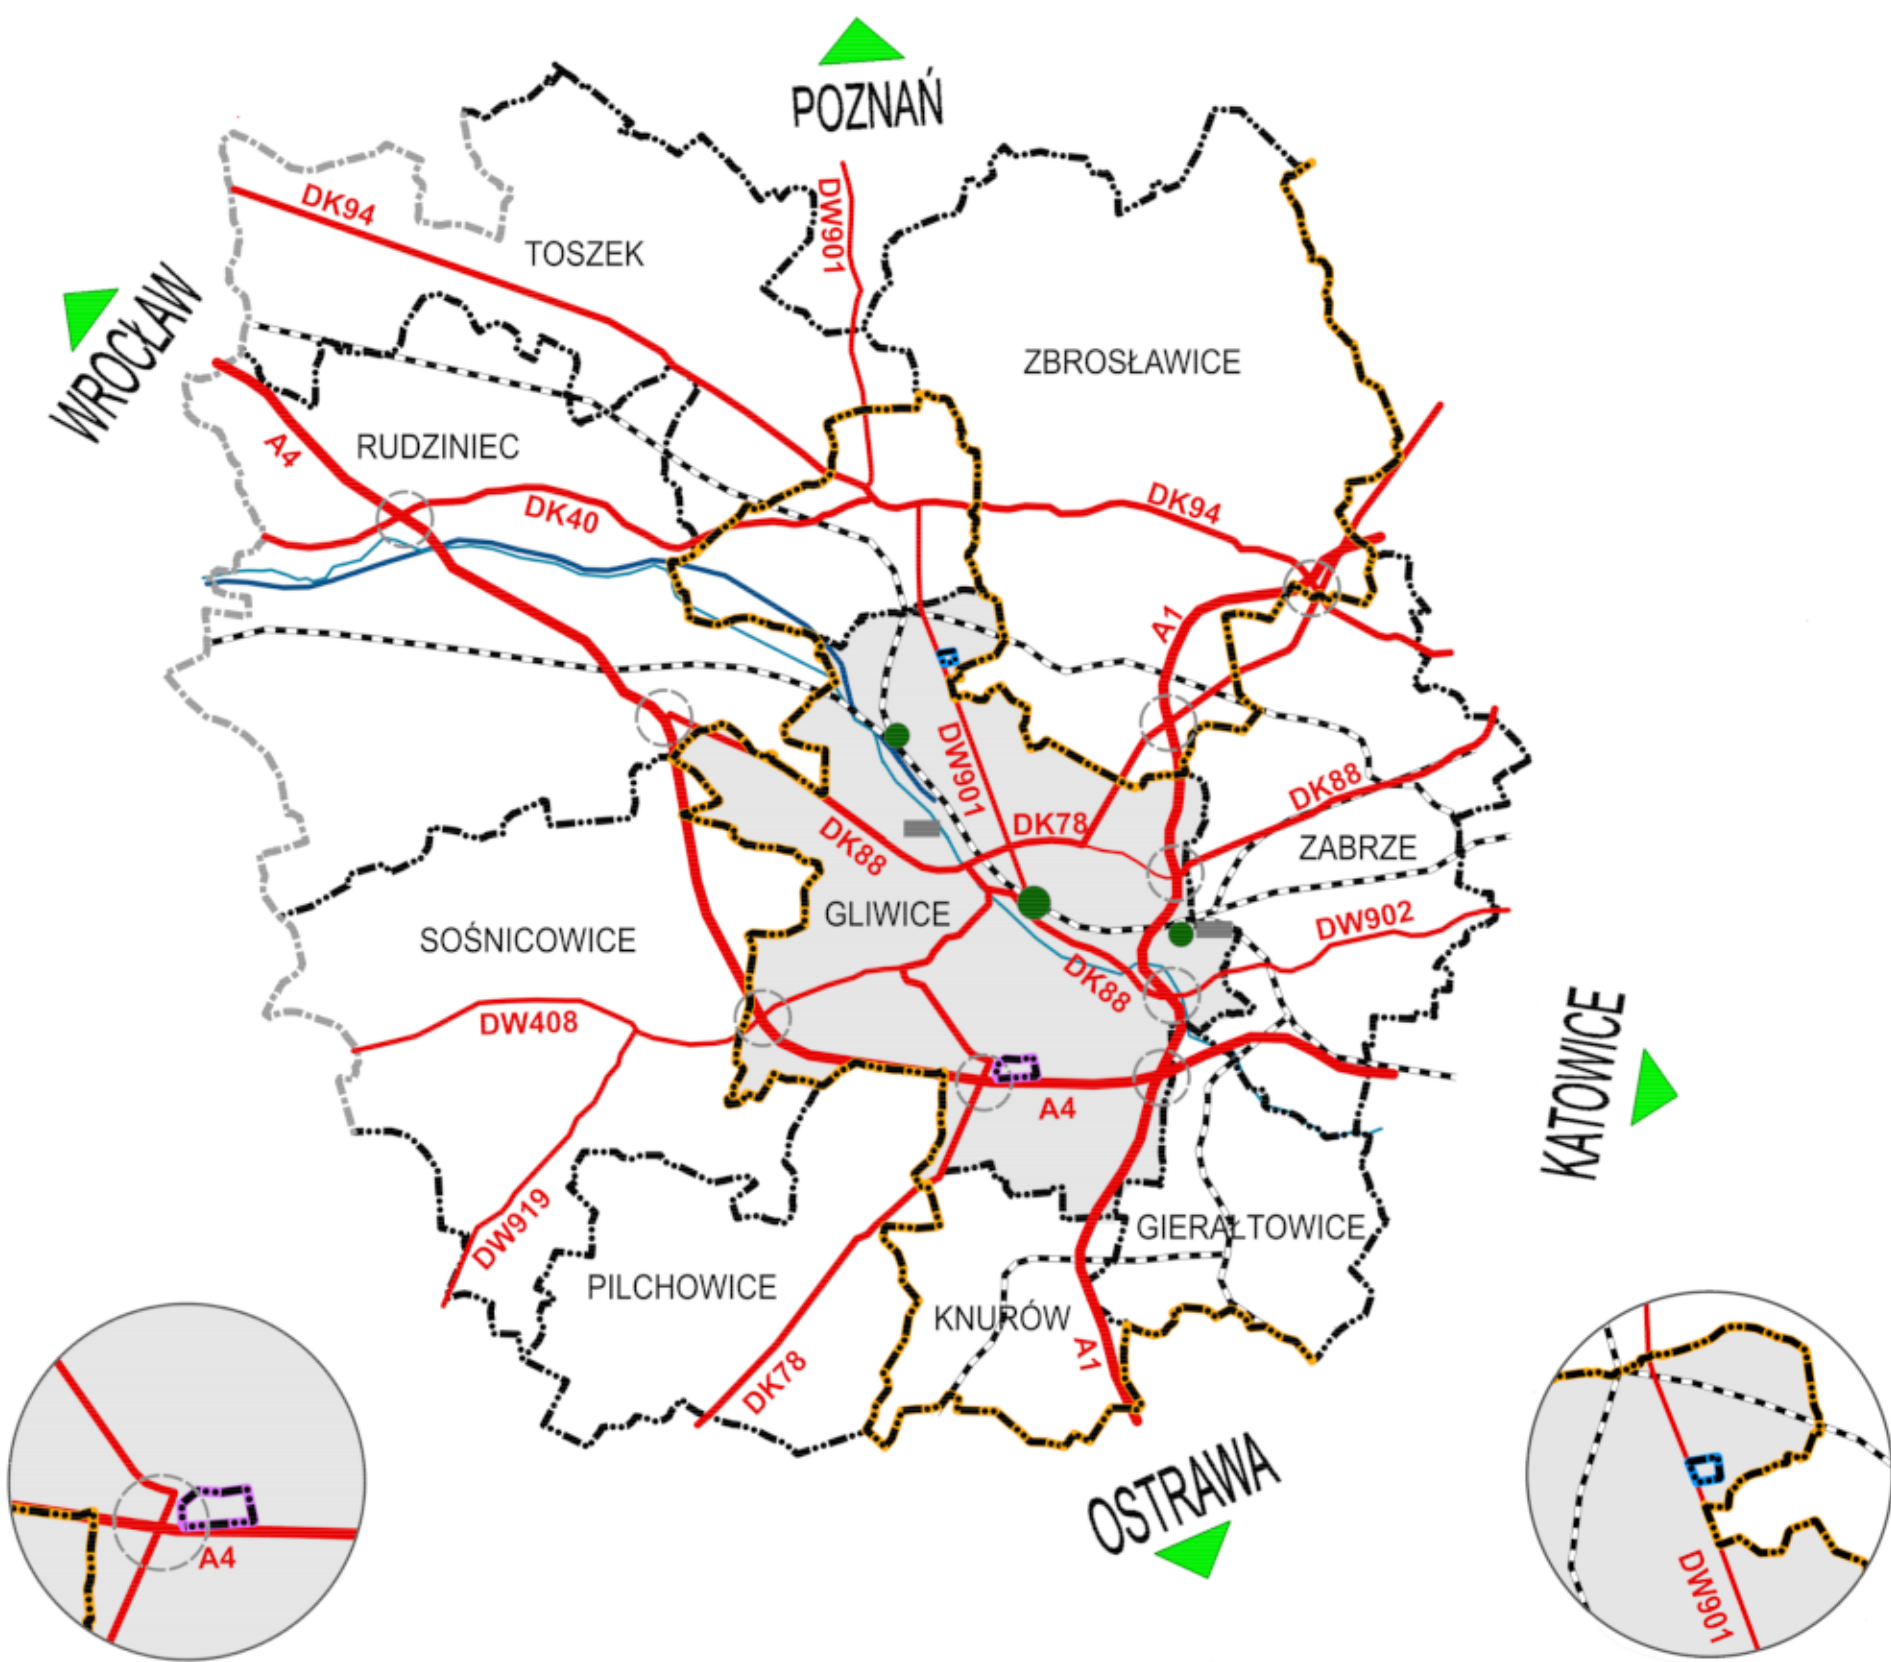 POZNAŃ
DW901
DK94
TOSZEK
WROCŁAW
ZBROSŁAWICE
A4
RUDZINIEC
DK40
DK94
A1
DW901
DK88
DK78
DK88
ZABRZE
GLIWICE
DW902
SOŚNICOWICE
DK88
DW408
KATOWICE
A4
DW919
GIERAŁTOWICE
PILCHOWICE
KNURÓW
A1
DK78
OSTRAWA
A4
DW901